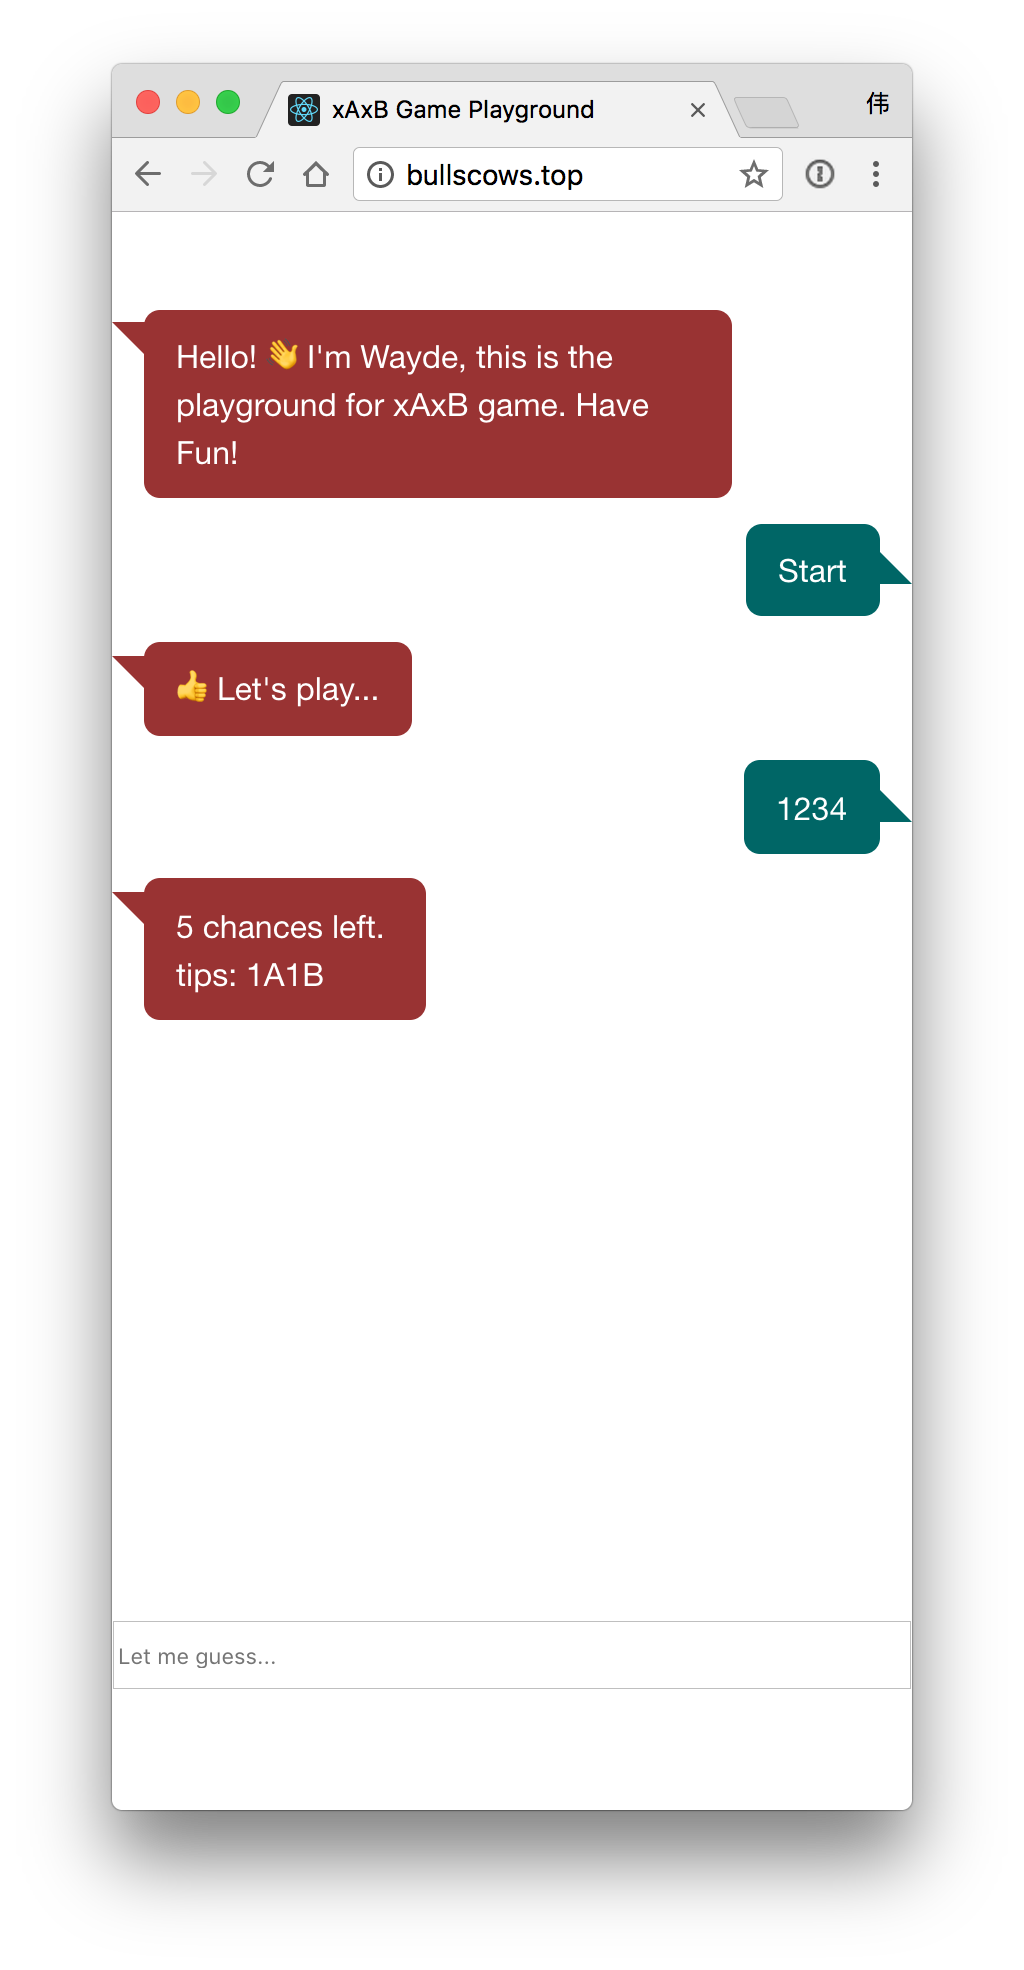 xAxB Game Playground
伟
bullscows.top
Hello! 👋 I'm Wayde, this is the
playground for xAxB game. Have
Fun!
Start
👍 Let's play...
1234
5 chances left.
tips: 1A1B
Let me guess...